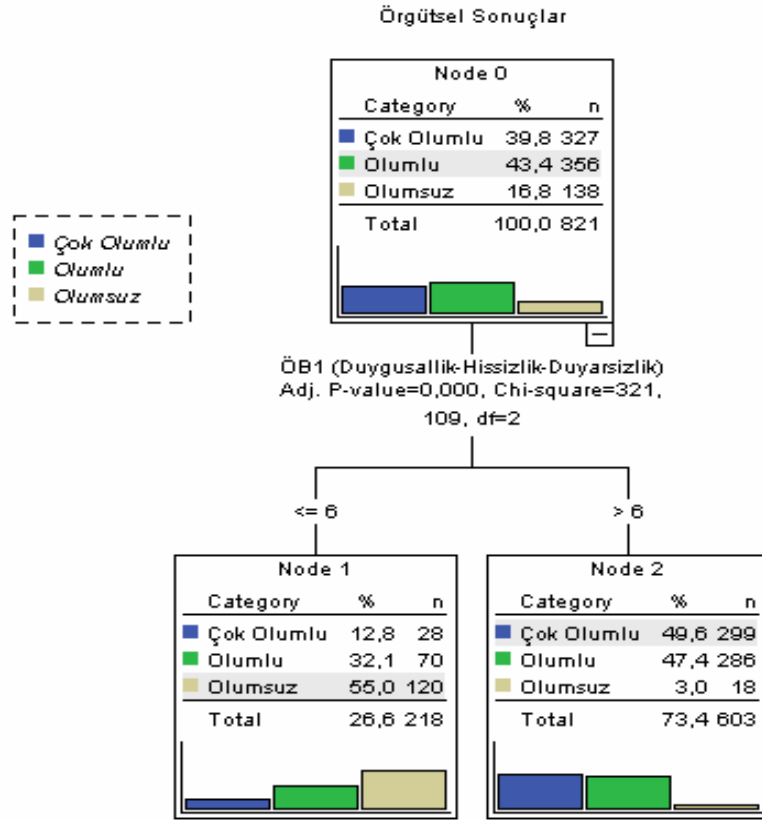 Örgütsel Sonuçlar
Node 0
Category % n
Çok Olumlu 39,8 327
Olumlu 43,4 356
Olumsuz 16,8 138
Total 100,0 821
Çok Olumlu
Olumlu
Olumsuz
ÖB1 (Duygusallik-Hissizlik-Duyarsizlik)
Adj. P-value=0,000, Chi-square=321,
109, df=2
<= 6
> 6
Node 1
Category % n
Çok Olumlu 12,8 28
Olumlu 32,1 70
Olumsuz 55,0 120
Total 26,6 218
Node 2
Category % n
Çok Olumlu 49,6 299
Olumlu 47,4 286
Olumsuz 3,0 18
Total 73,4 603